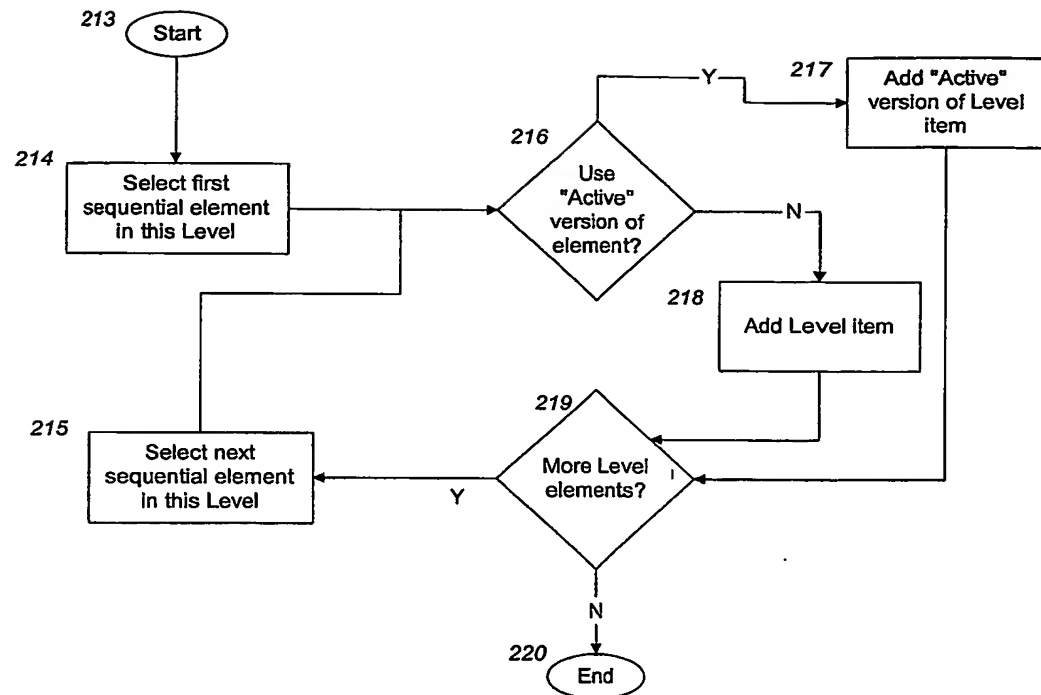 213
Start
214
Select first
sequential element
in this Level
216
Use
"Active"
version of
element?
Y
217
Add "Active"
version of Level
item
N
218
Add Level item
219
More Level
elements?
Y
215
Select next
sequential element
in this Level
N
220
End